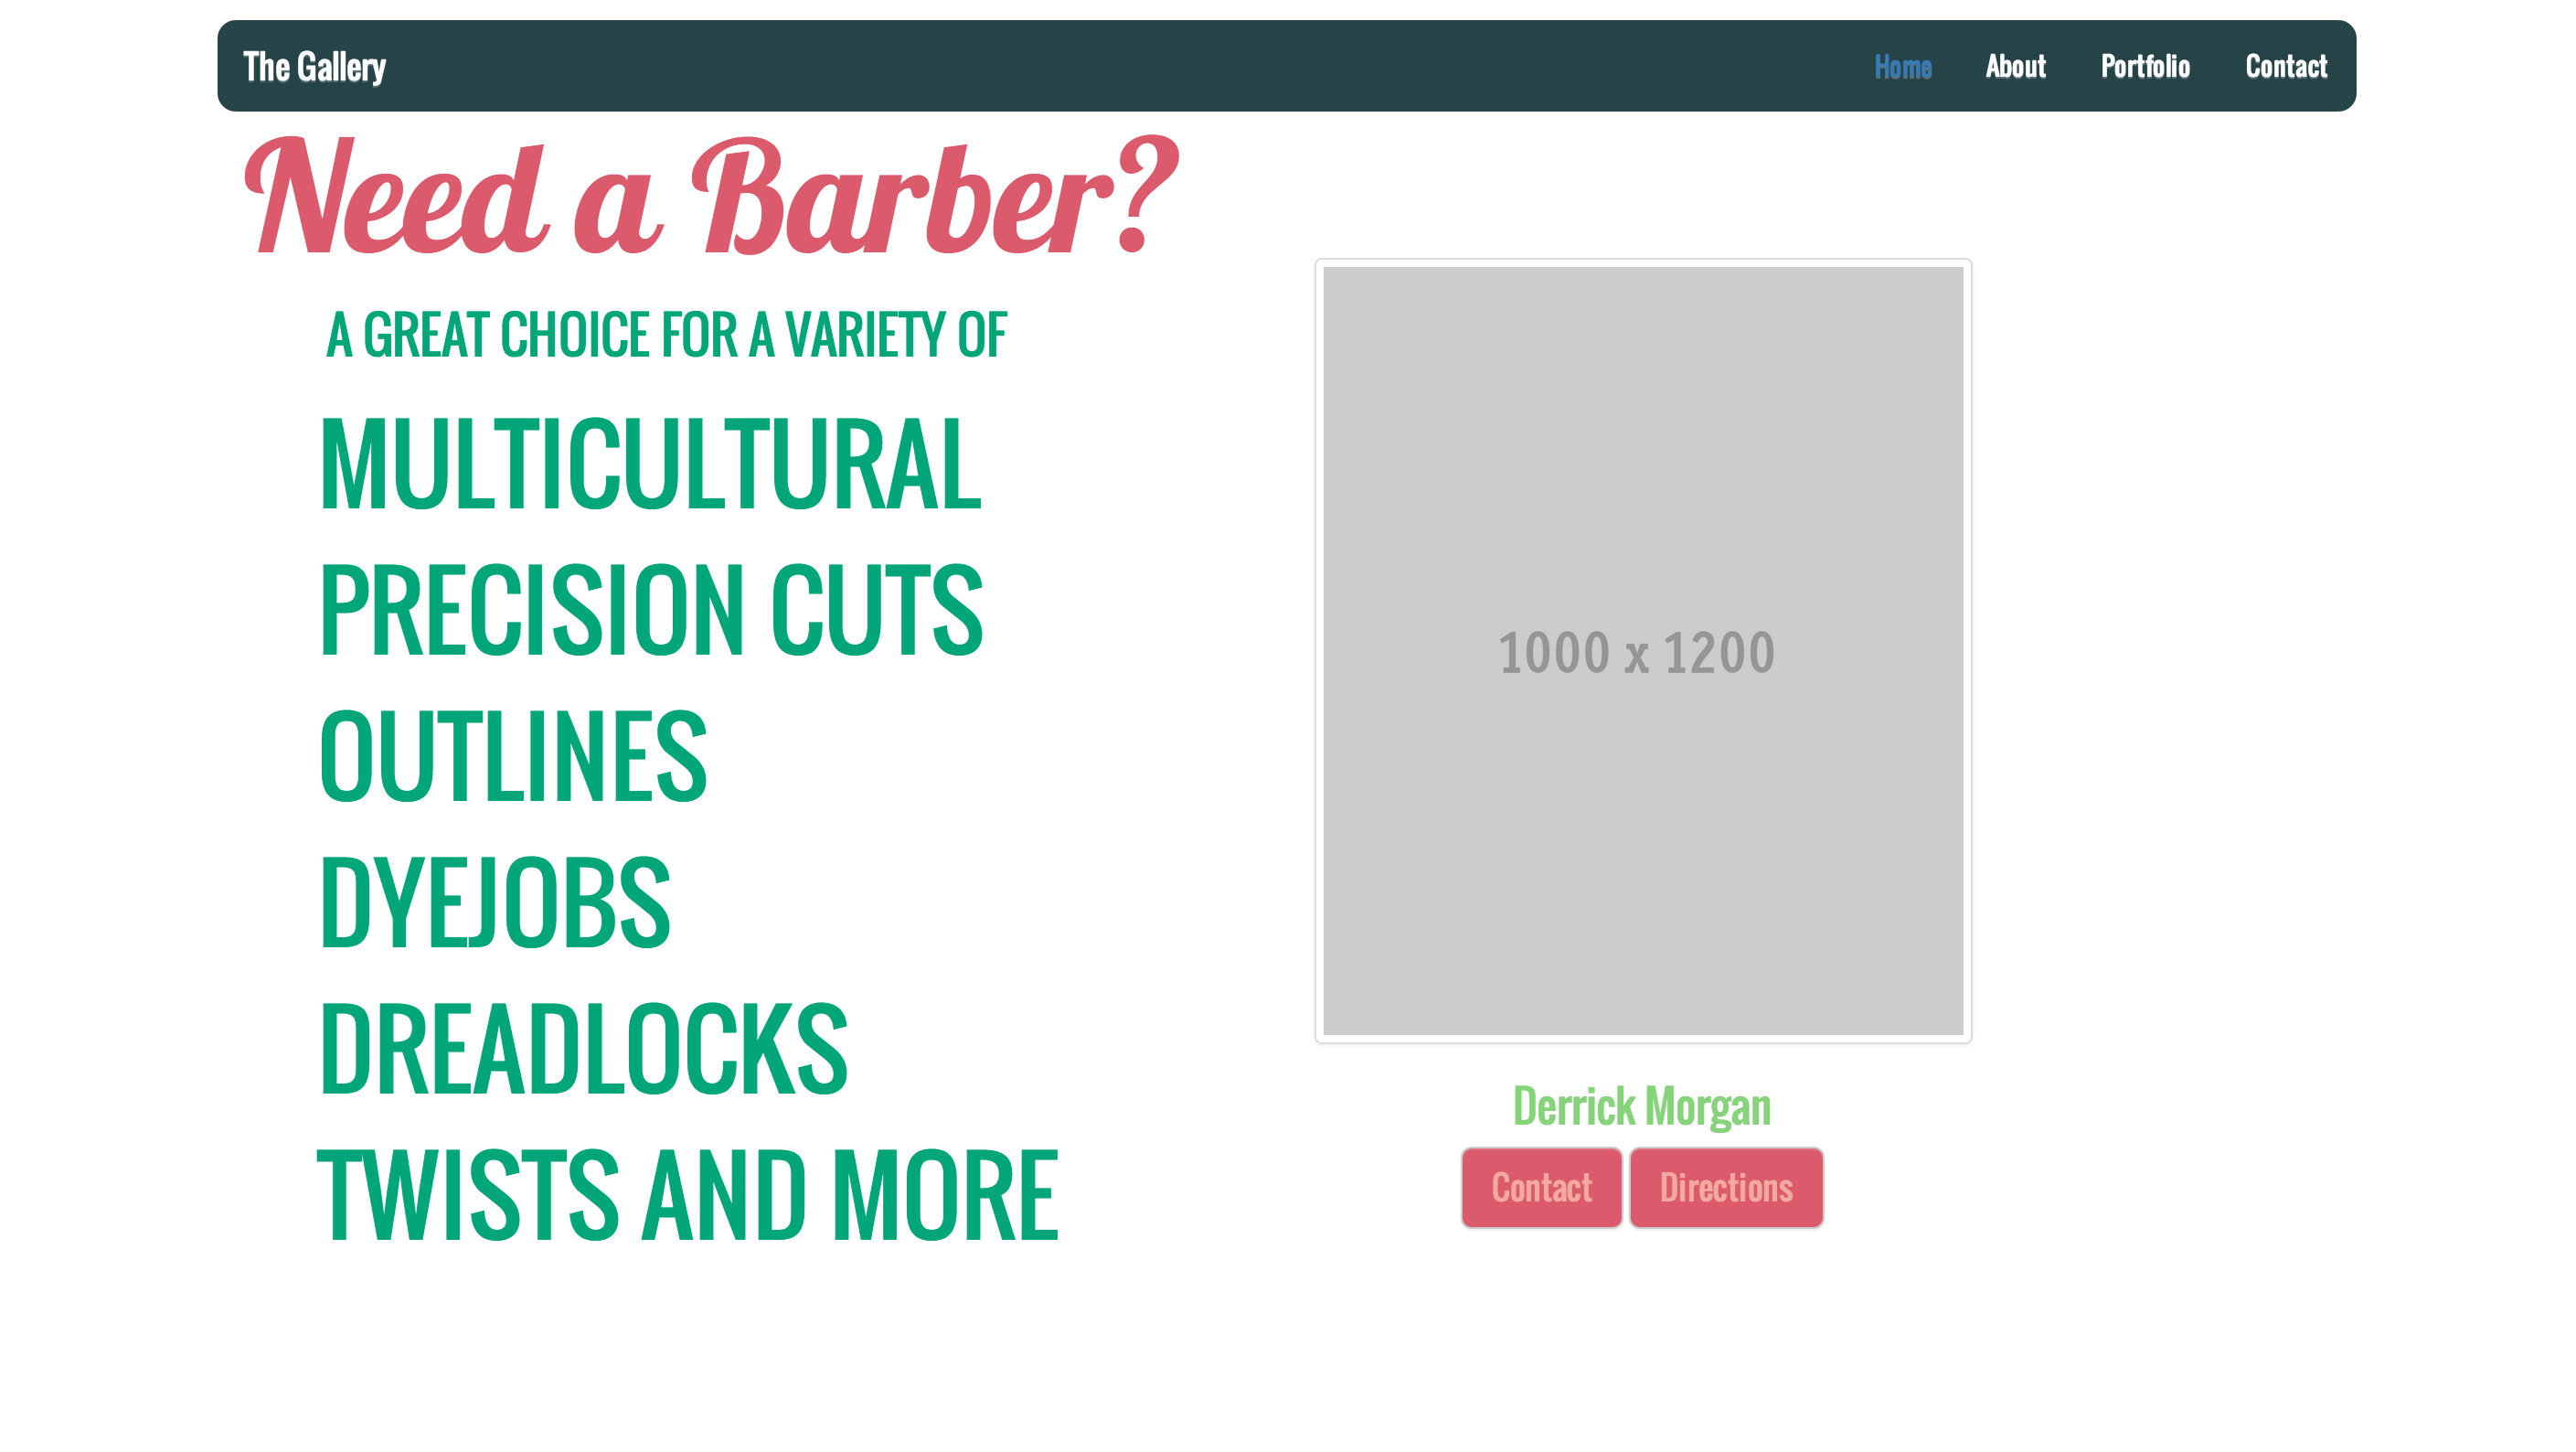 The Gallery
Home About Portfolio Contact
Need a Barber?
A GREAT CHOICE FOR A VARIETY OF
MULTICULTURAL
PRECISION CUTS
OUTLINES
DYEJOBS
DREADLOCKS
TWISTS AND MORE
1000 x 1200
Derrick Morgan
Contact Directions